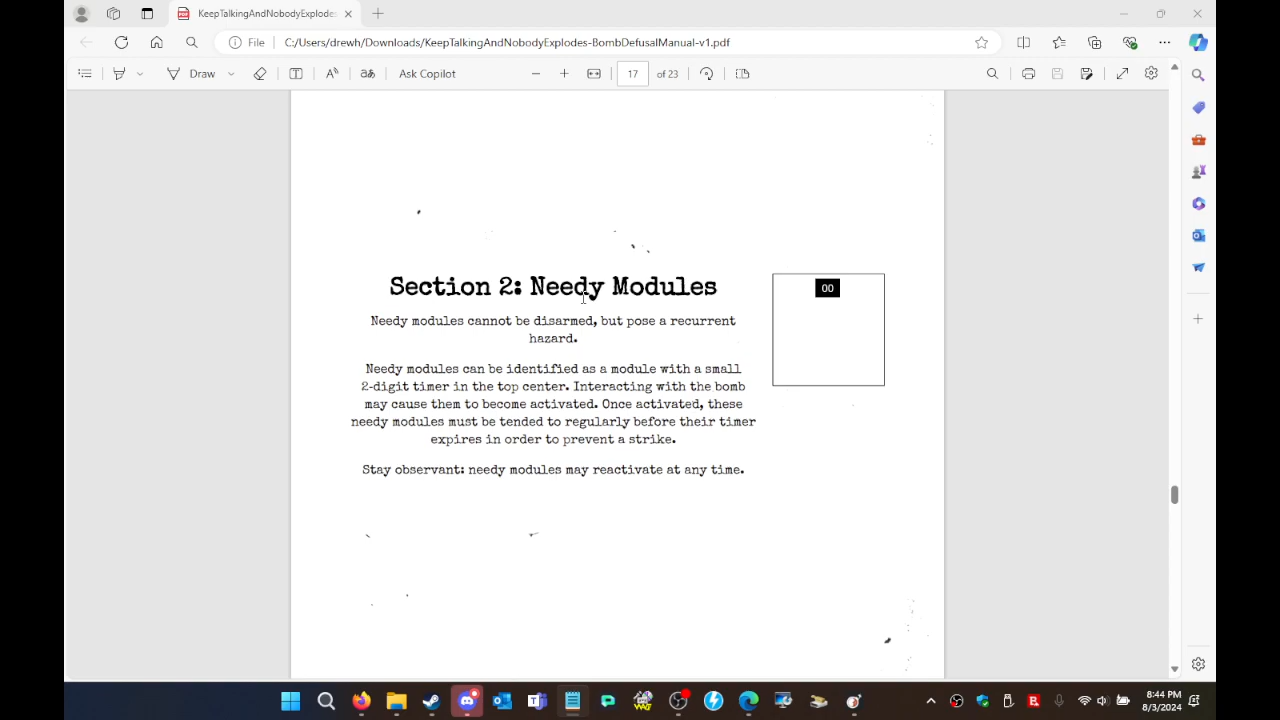 KeepTalkingAndNobodyExplodes
File
C:/Users/drewh/Downloads/KeepTalkingAndNobodyExplodes-BombDefusalManual-v1.pdf
Draw
Ask Copilot
17
of 23
Section 2: Needy Modules
00
Needy modules cannot be disarmed, but pose a recurrent
hazard.
Needy modules can be identified as a module with a small
2-digit timer in the top center. Interacting with the bomb
may cause them to become activated. Once activated, these
needy modules must be tended to regularly before their timer
expires in order to prevent a strike.
Stay observant: needy modules may reactivate at any time.
8:44 PM
8/3/2024